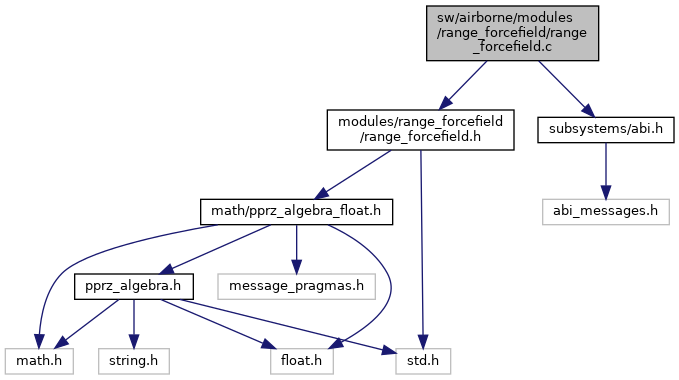 sw/airborne/modules
/range_forcefield/range
_forcefield.c
modules/range_forcefield
/range_forcefield.h
subsystems/abi.h
math/pprz_algebra_float.h
abi_messages.h
pprz_algebra.h
message_pragmas.h
math.h
string.h
float.h
std.h